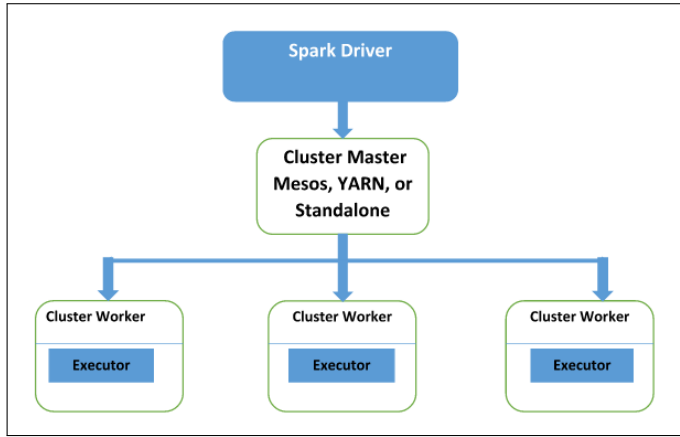 Spark Driver
Cluster Master
Mesos, YARN, or
Standalone
Cluster Worker
Cluster Worker
Cluster Worker
Executor
Executor
Executor